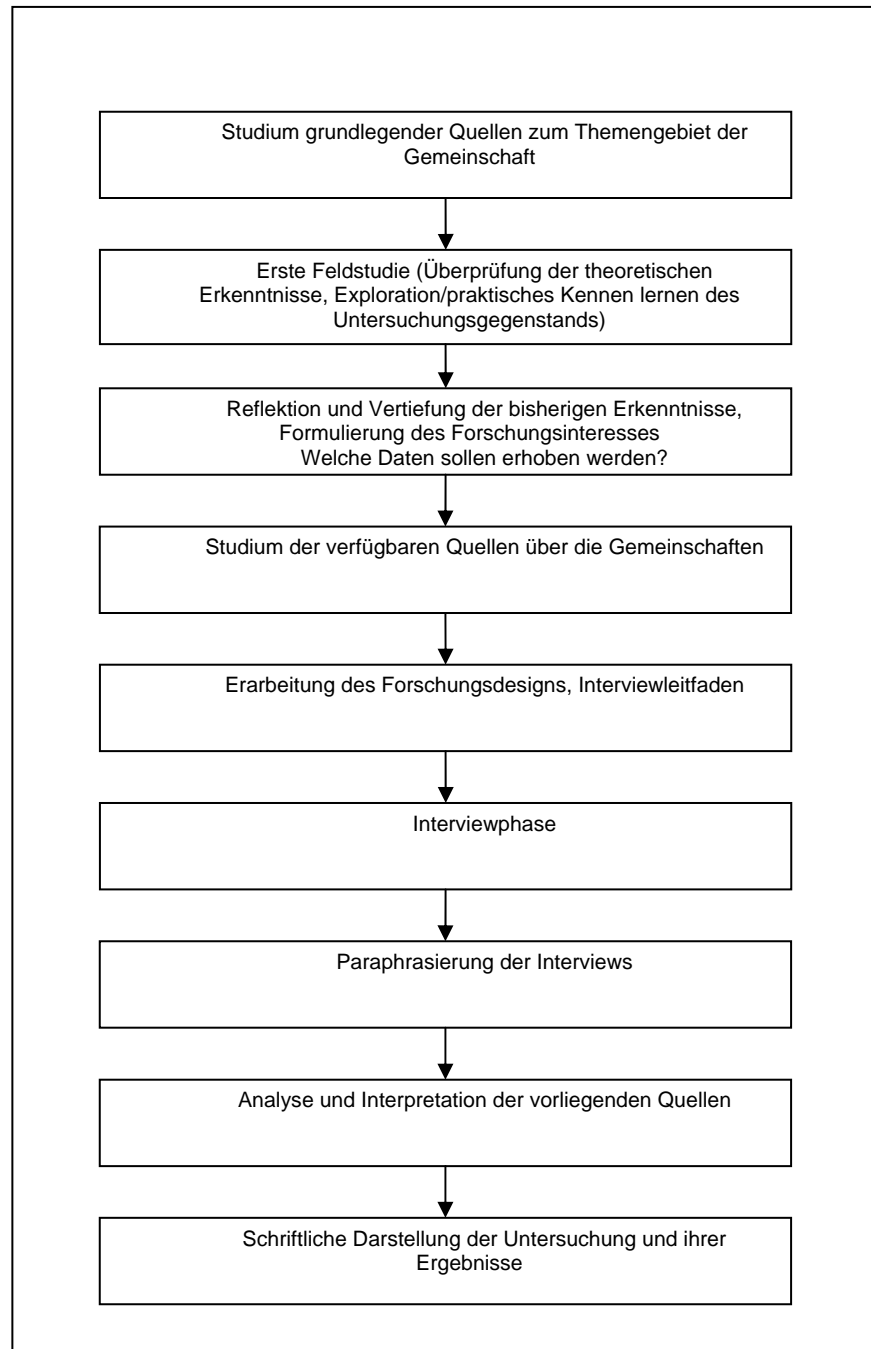 Studium grundlegender Quellen zum Themengebiet der
Gemeinschaft
Erste Feldstudie (Überprüfung der theoretischen
Erkenntnisse, Exploration/praktisches Kennen lernen des
Untersuchungsgegenstands)
Reflektion und Vertiefung der bisherigen Erkenntnisse,
Formulierung des Forschungsinteresses
Welche Daten sollen erhoben werden?
Studium der verfügbaren Quellen über die Gemeinschaften
Erarbeitung des Forschungsdesigns, Interviewleitfaden
Interviewphase
Paraphrasierung der Interviews
Analyse und Interpretation der vorliegenden Quellen
Schriftliche Darstellung der Untersuchung und ihrer
Ergebnisse